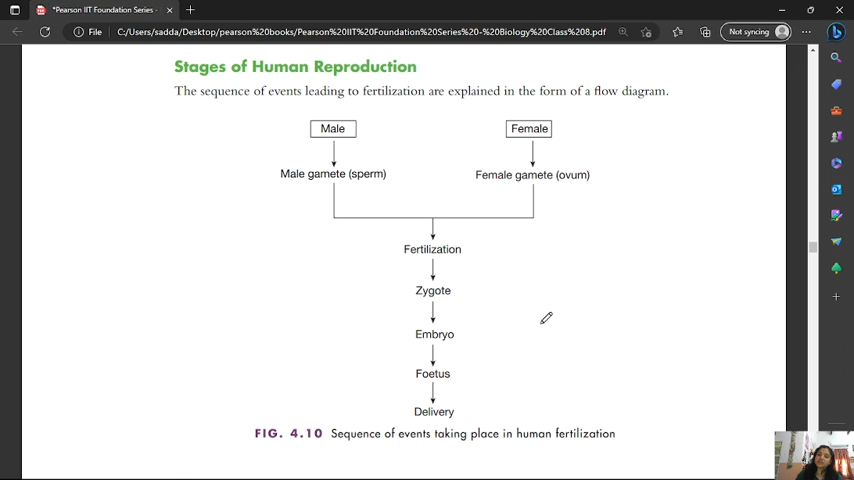 *Pearson IIT Foundation Series -
File
C:/Users/sadda/Desktop/pearson%20books/Pearson%20IIT%20Foundation%20Series%20-%20Biology%20Class%208.pdf
Not syncing
Stages of Human Reproduction
The sequence of events leading to fertilization are explained in the form of a flow diagram.
Male
Female
Male gamete (sperm)
Female gamete (ovum)
Fertilization
Zygote
Embryo
Foetus
Delivery
FIG. 4.10 Sequence of events taking place in human fertilization